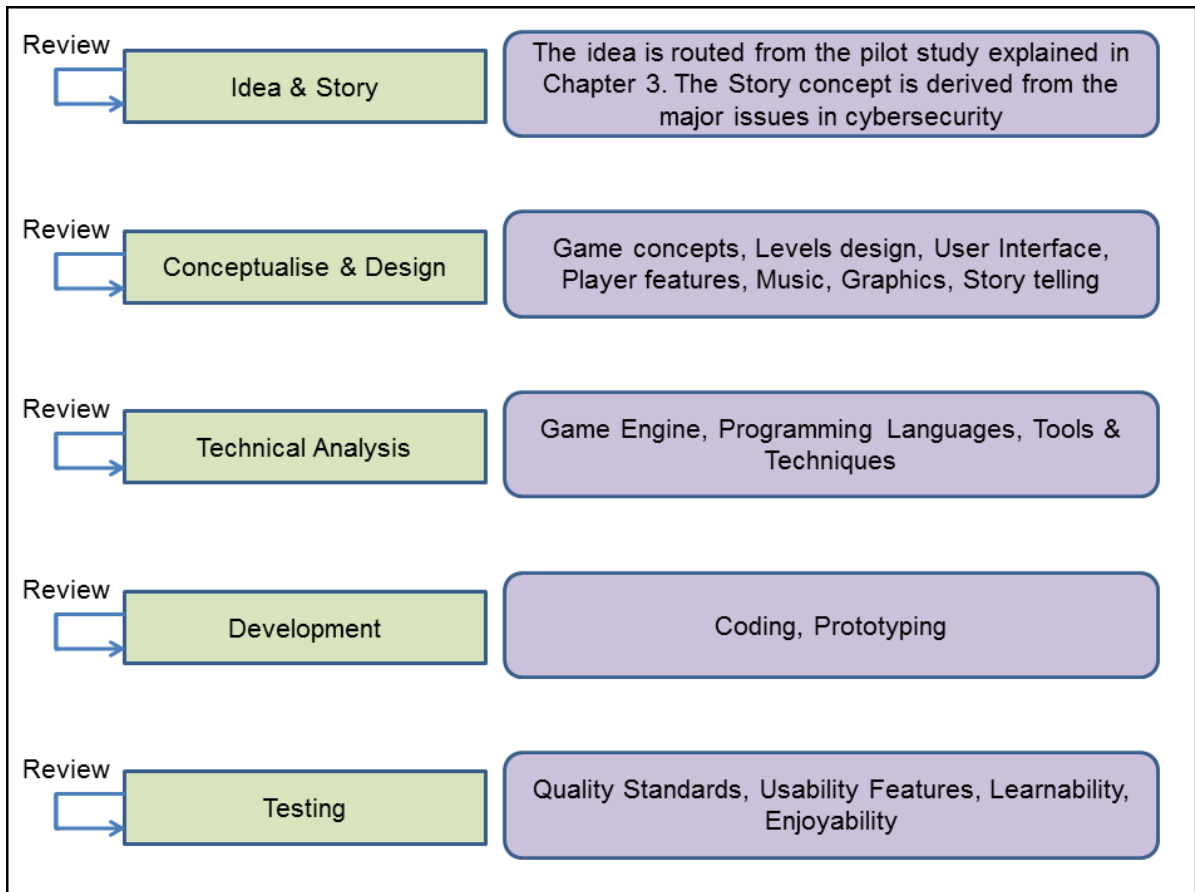 Review
Idea & Story
The idea is routed from the pilot study explained in
Chapter 3. The Story concept is derived from the
major issues in cybersecurity
Review
Conceptualise & Design
Game concepts, Levels design, User Interface,
Player features, Music, Graphics, Story telling
Review
Technical Analysis
Game Engine, Programming Languages, Tools &
Techniques
Review
Development
Coding, Prototyping
Review
Testing
Quality Standards, Usability Features, Learnability,
Enjoyability